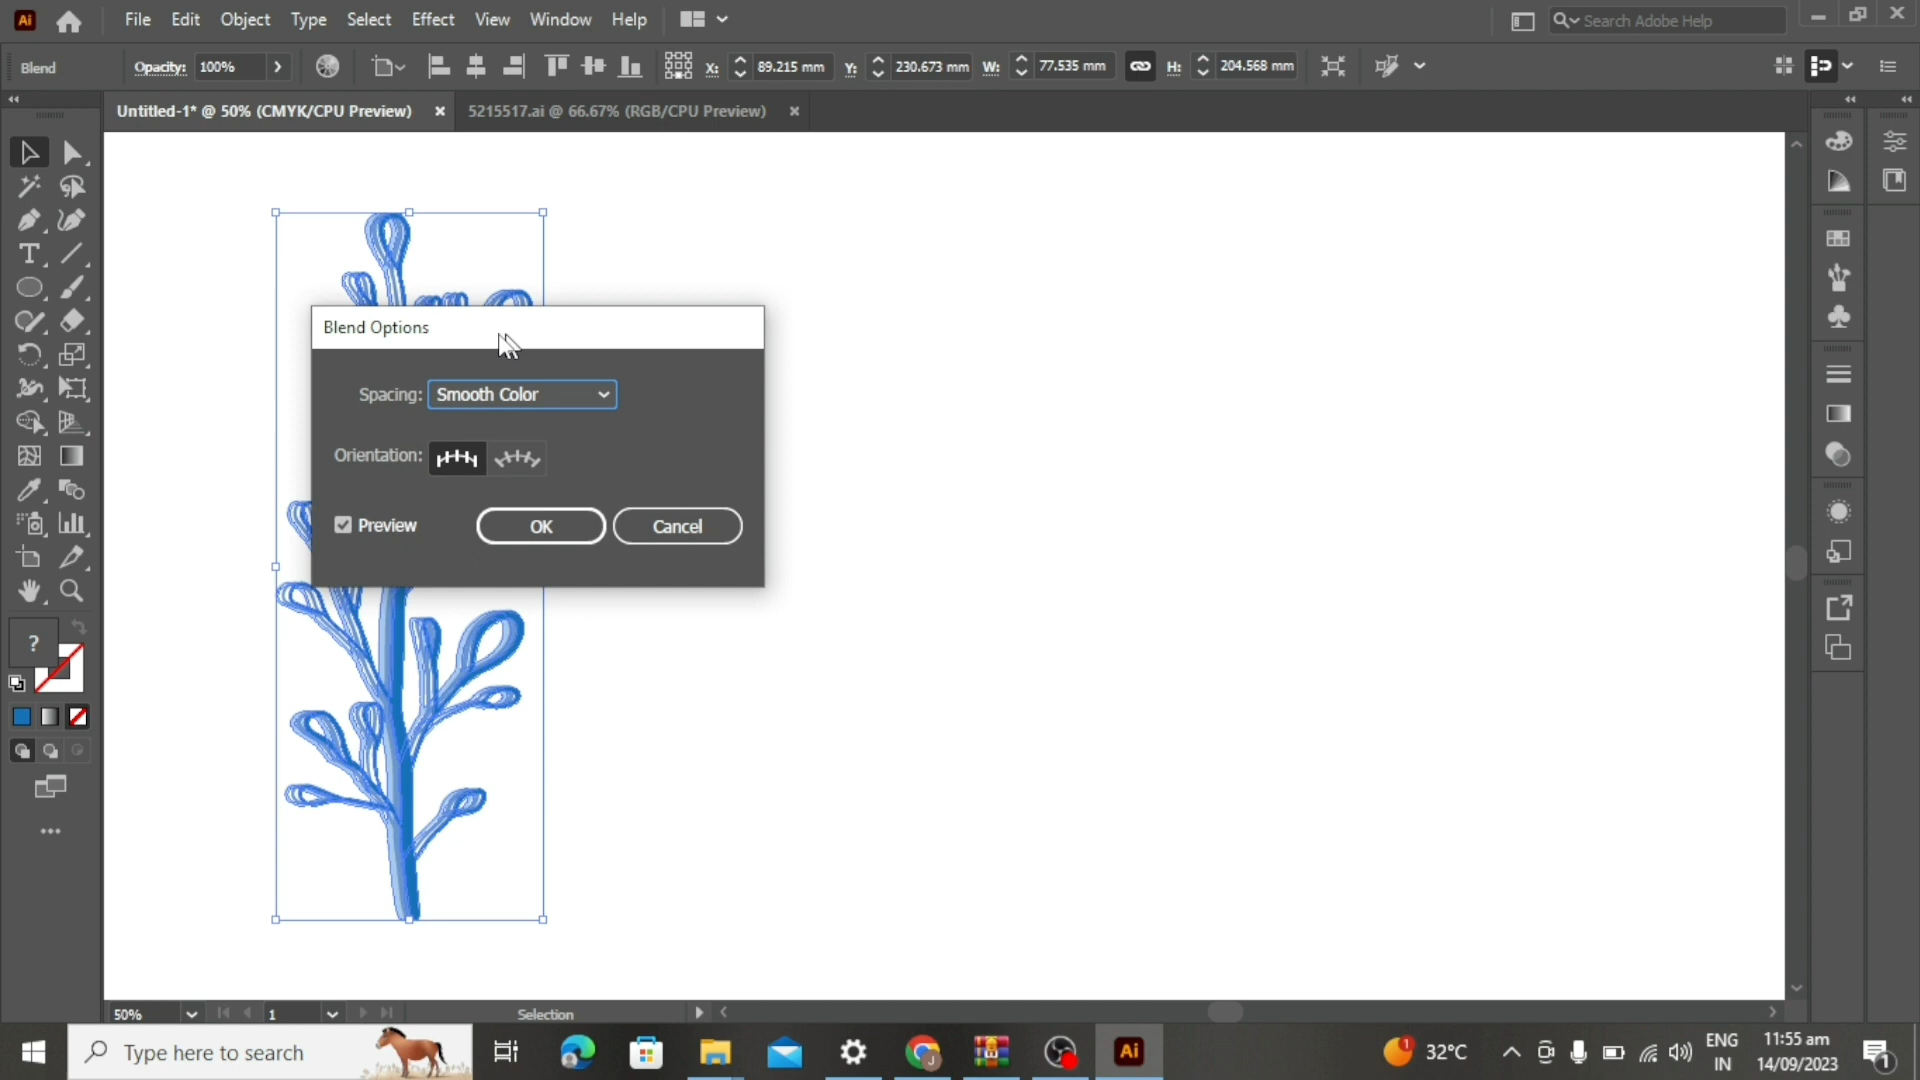 Ai File Edit Object Type Select Effect View Window Help Search Adobe Help
Blend Opacity: 100% X: 89.215 mm Y: 230.673 mm W: 77.535 mm H: 204.568 mm
Untitled-1* @ 50% (CMYK/CPU Preview) × 5215517.ai @ 66.67% (RGB/CPU Preview) ×
Blend Options
Spacing: Smooth Color
Orientation:
Preview OK Cancel
?
50% 1 Selection
Type here to search J Ai 1 32°C ENG IN 11:55 am 14/09/2023 1